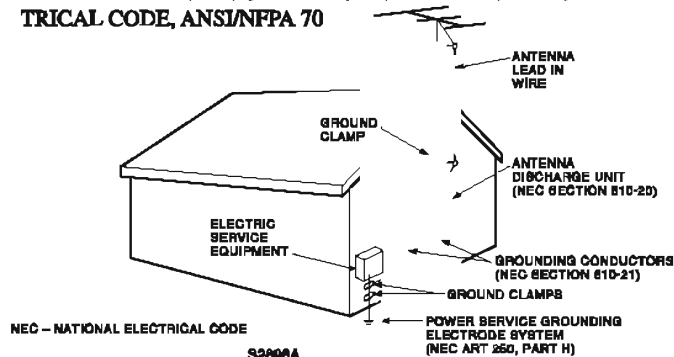 TRICAL CODE, ANSI/NFPA 70
ANTENNA
LEAD IN
WIRE
GROUND
CLAMP
ANTENNA
DISCHARGE UNIT
(NEC SECTION 810-20)
ELECTRIC
SERVICE
EQUIPMENT
GROUNDING CONDUCTORS
(NEC SECTION 810-21)
GROUND CLAMPS
POWER SERVICE GROUNDING
ELECTRODE SYSTEM
(NEC ART 250, PART H)
NEC – NATIONAL ELECTRICAL CODE
S2898A